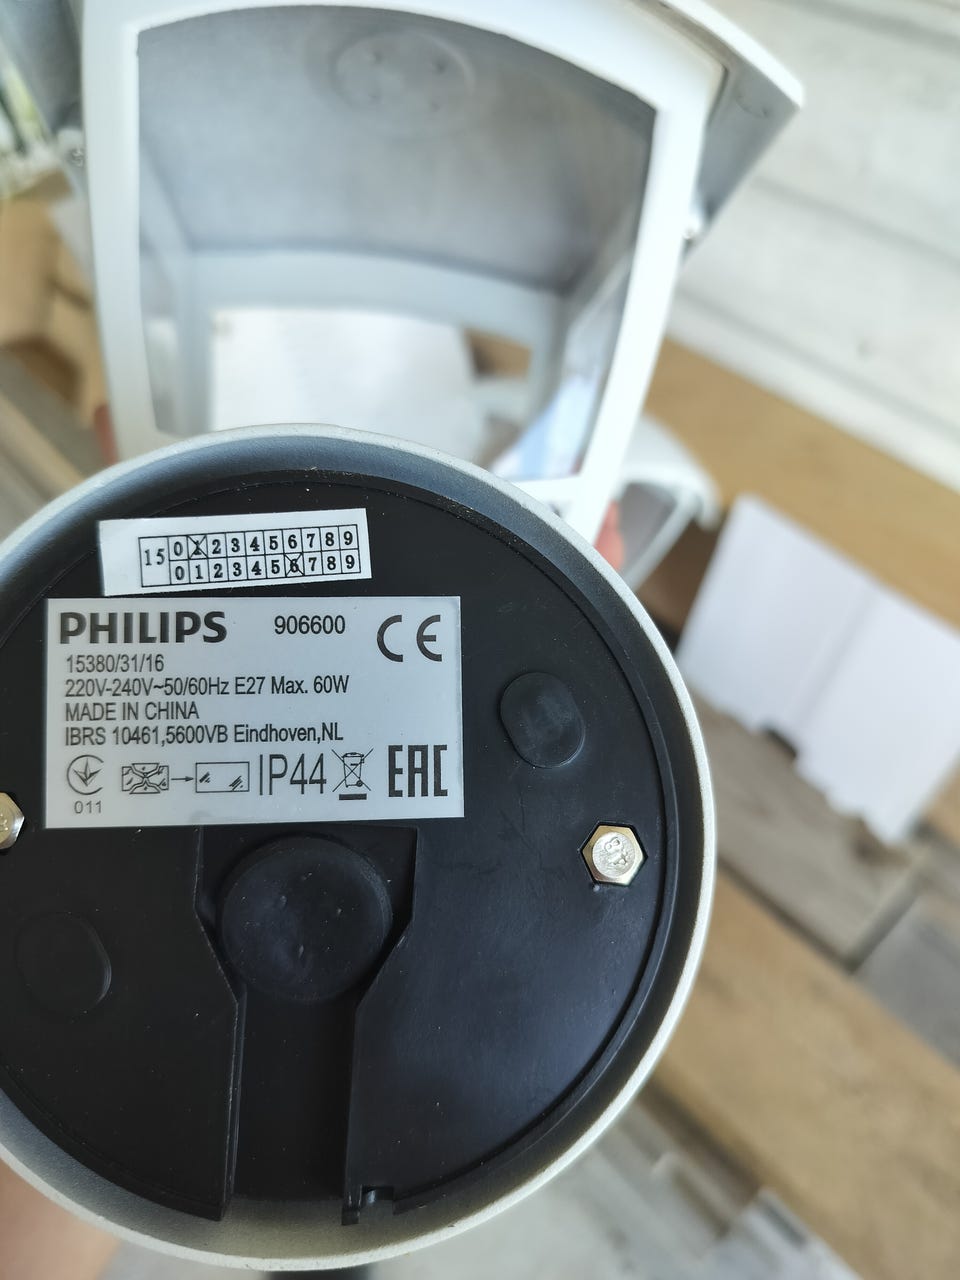 15 0 1 2 3 4 5 6 7 8 9
0 1 2 3 4 5 6 7 8 9
PHILIPS 906600 CE
15380/31/16
220V-240V~50/60Hz E27 Max. 60W
MADE IN CHINA
IBRS 10461,5600VB Eindhoven,NL
IP44 EAC
011